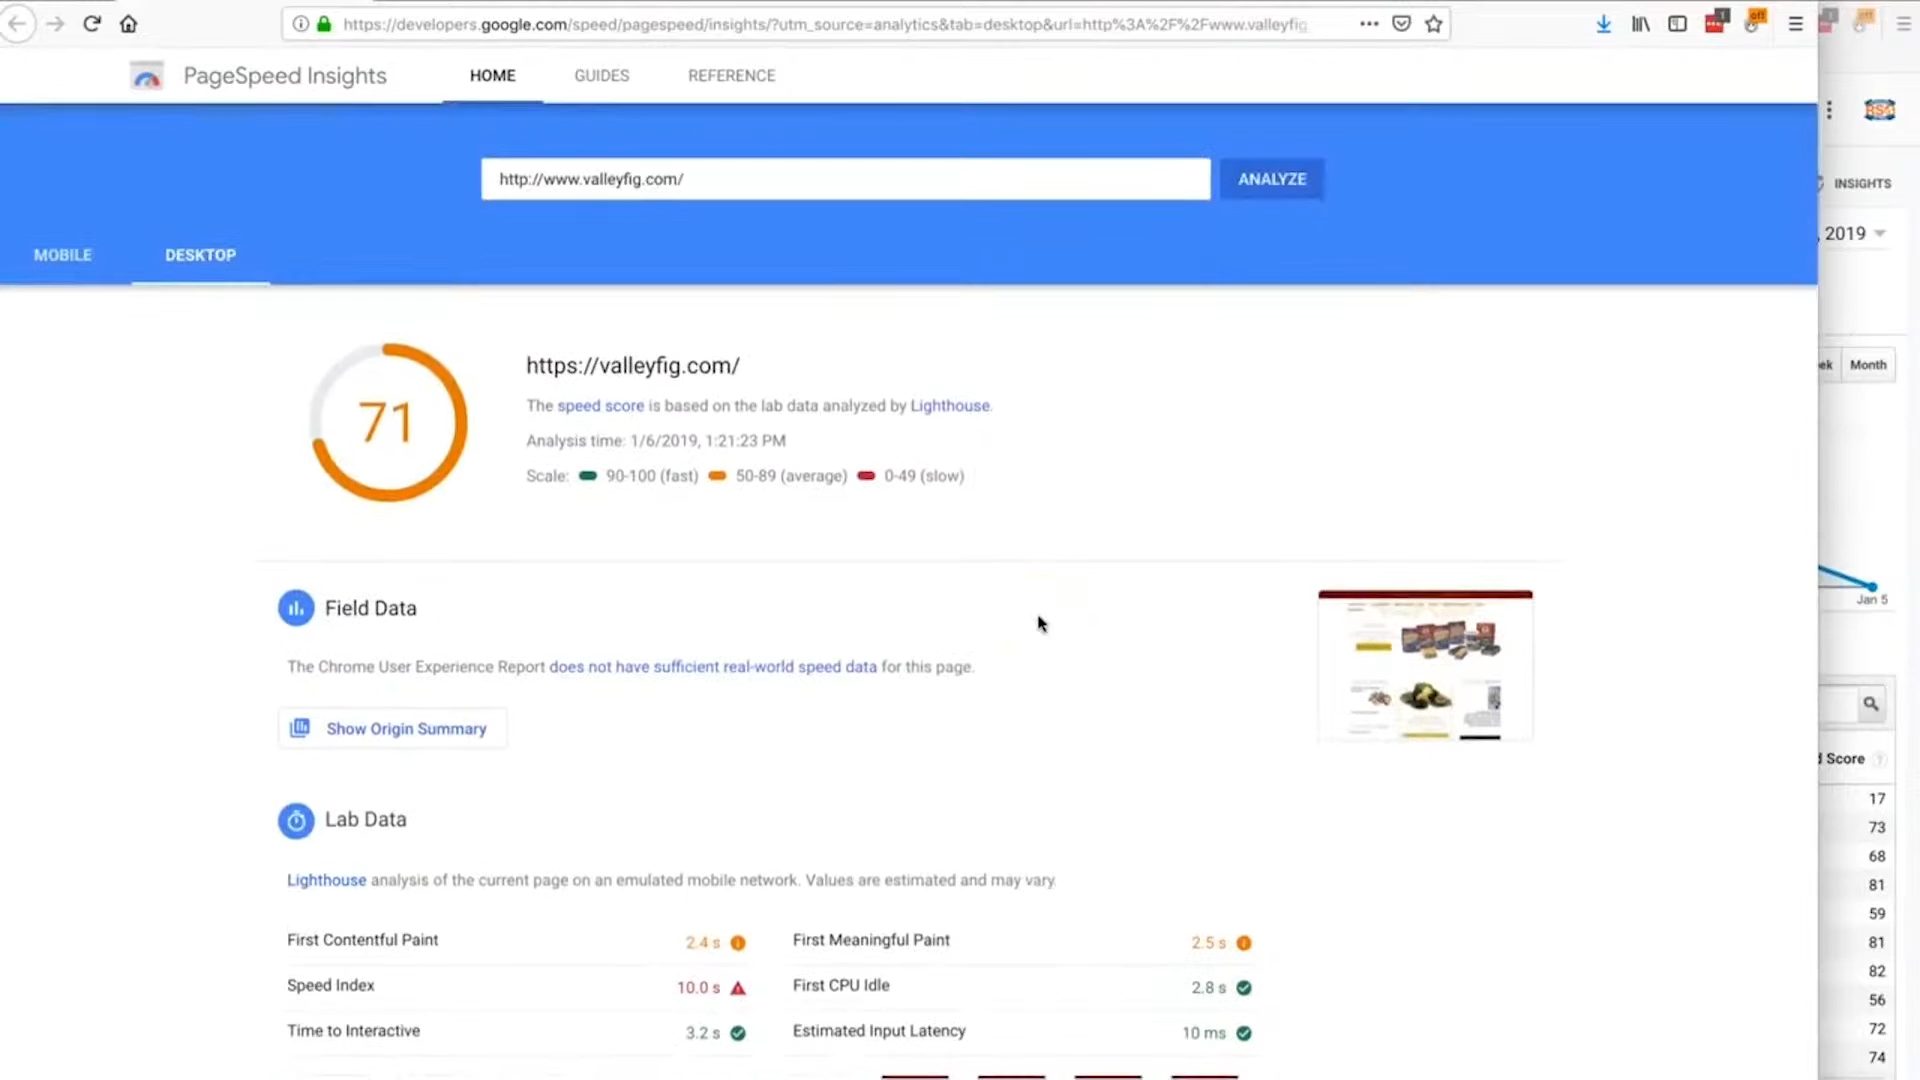 https://developers.google.com/speed/pagespeed/insights/?utm_source=analytics&tab=desktop&url=http%3A%2F%2Fwww.valleyfig
1
off
1
off
PageSpeed Insights
HOME
GUIDES
REFERENCE
http://www.valleyfig.com/
ANALYZE
INSIGHTS
, 2019
MOBILE
DESKTOP
71
https://valleyfig.com/
The speed score is based on the lab data analyzed by Lighthouse.
Analysis time: 1/6/2019, 1:21:23 PM
Scale: 90-100 (fast) 50-89 (average) 0-49 (slow)
ek
Month
Jan 5
Field Data
The Chrome User Experience Report does not have sufficient real-world speed data for this page.
Show Origin Summary
Lab Data
Lighthouse analysis of the current page on an emulated mobile network. Values are estimated and may vary.
First Contentful Paint 2.4 s
First Meaningful Paint 2.5 s
Speed Index 10.0 s
First CPU Idle 2.8 s
Time to Interactive 3.2 s
Estimated Input Latency 10 ms
d Score ?
17
73
68
81
59
81
82
56
72
74